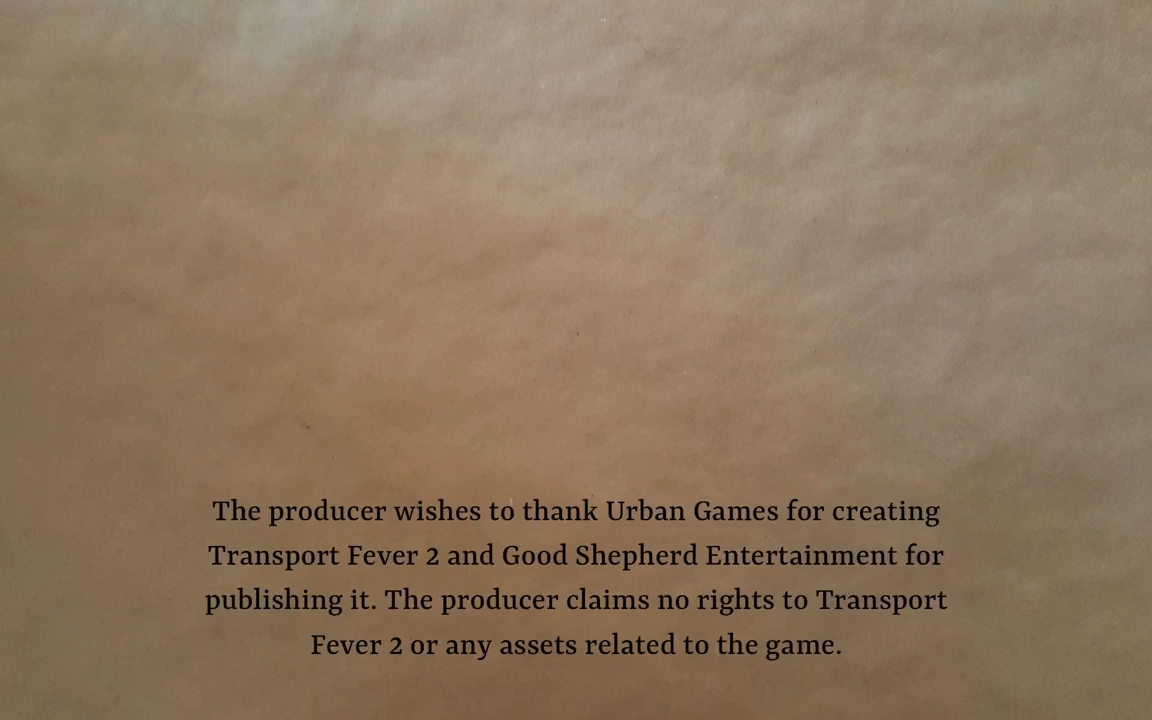 The producer wishes to thank Urban Games for creating
Transport Fever 2 and Good Shepherd Entertainment for
publishing it. The producer claims no rights to Transport
Fever 2 or any assets related to the game.